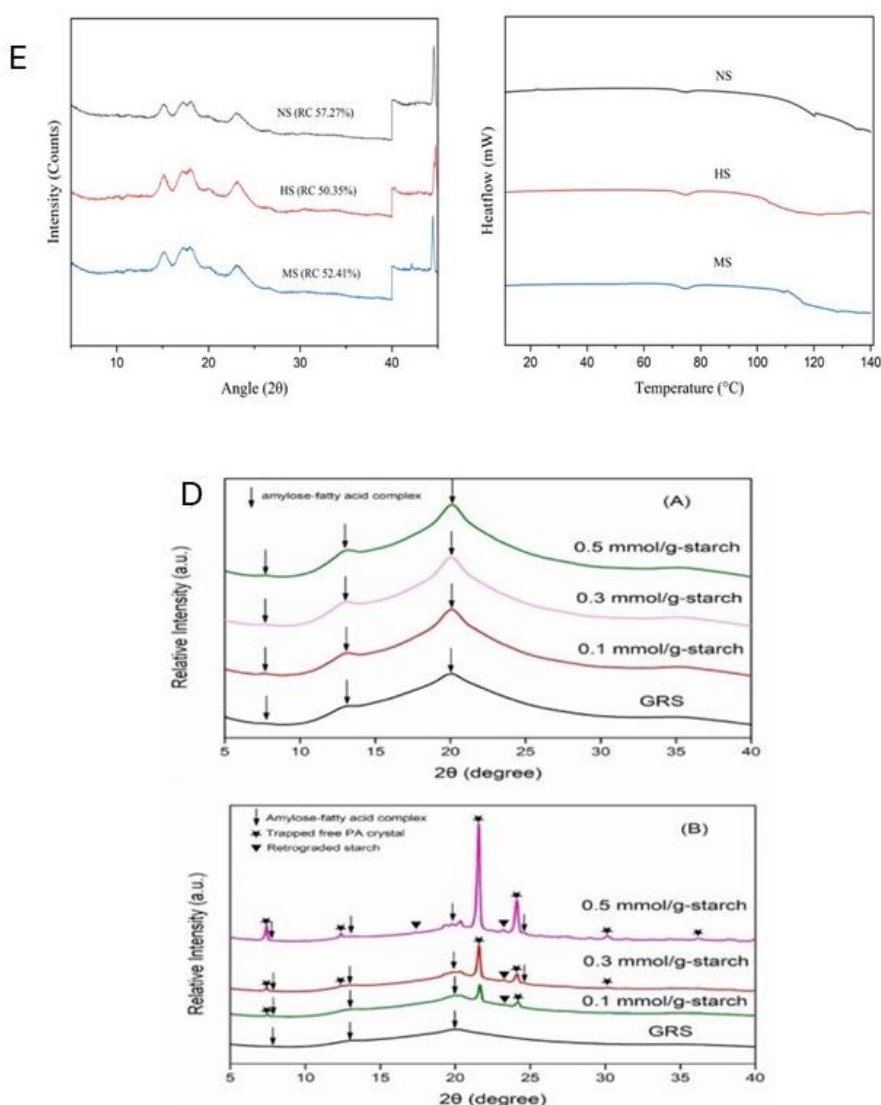 E
NS (RC 57.27%)
HS (RC 50.35%)
MS (RC 52.41%)
Intensity (Counts)
10 20 30 40
Angle (2θ)
NS
HS
MS
Heatflow (mW)
20 40 60 80 100 120 140
Temperature (°C)
D
amylose-fatty acid complex
(A)
0.5 mmol/g-starch
0.3 mmol/g-starch
0.1 mmol/g-starch
GRS
Relative Intensity (a.u.)
5 10 15 20 25 30 35 40
2θ (degree)
Amylose-fatty acid complex
Trapped free PA crystal
Retrograded starch
(B)
0.5 mmol/g-starch
0.3 mmol/g-starch
0.1 mmol/g-starch
GRS
Relative Intensity (a.u.)
5 10 15 20 25 30 35 40
2θ (degree)